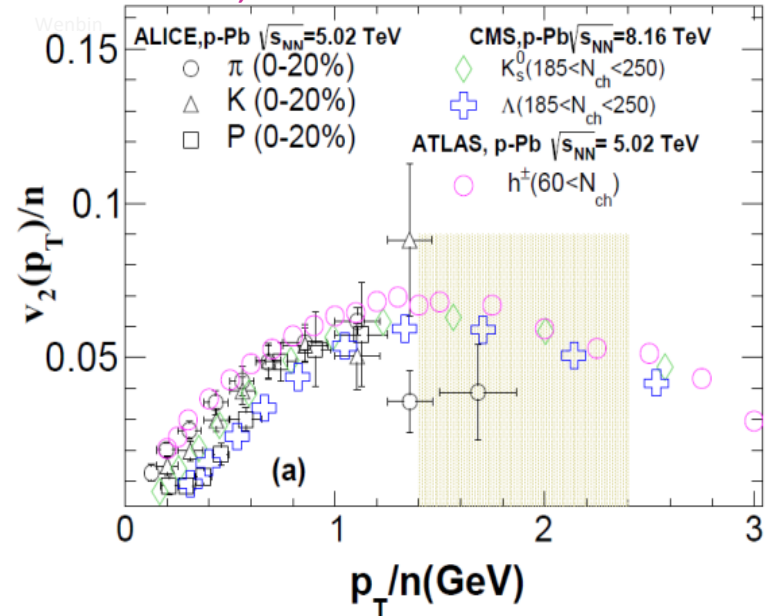 Wenbin
ALICE,p-Pb √sNN=5.02 TeV
π (0-20%)
K (0-20%)
P (0-20%)
CMS,p-Pb√sNN=8.16 TeV
K0s(185<Nch<250)
Λ(185<Nch<250)
ATLAS, p-Pb √sNN= 5.02 TeV
h±(60<Nch)
0.15
0.1
0.05
v2(pT)/n
(a)
0 1 2 3
pT/n(GeV)